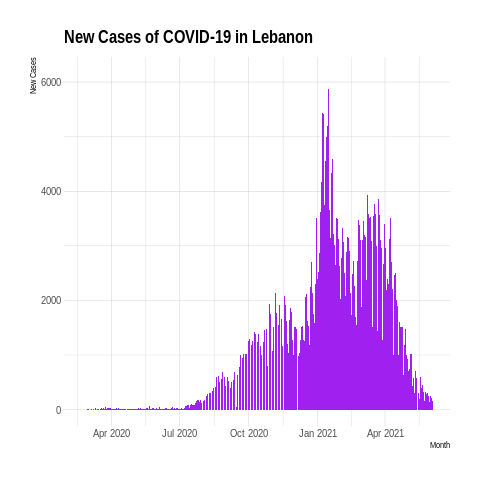 New Cases of COVID-19 in Lebanon
New Cases
6000
4000
2000
0
Apr 2020 Jul 2020 Oct 2020 Jan 2021 Apr 2021
Month